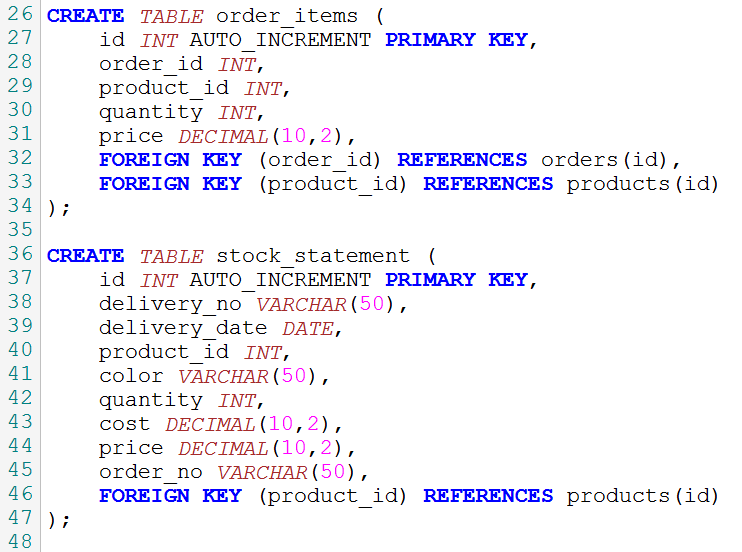 26 CREATE TABLE order_items (
27     id INT AUTO_INCREMENT PRIMARY KEY,
28     order_id INT,
29     product_id INT,
30     quantity INT,
31     price DECIMAL(10,2),
32     FOREIGN KEY (order_id) REFERENCES orders(id),
33     FOREIGN KEY (product_id) REFERENCES products(id)
34 );
35
36 CREATE TABLE stock_statement (
37     id INT AUTO_INCREMENT PRIMARY KEY,
38     delivery_no VARCHAR(50),
39     delivery_date DATE,
40     product_id INT,
41     color VARCHAR(50),
42     quantity INT,
43     cost DECIMAL(10,2),
44     price DECIMAL(10,2),
45     order_no VARCHAR(50),
46     FOREIGN KEY (product_id) REFERENCES products(id)
47 );
48